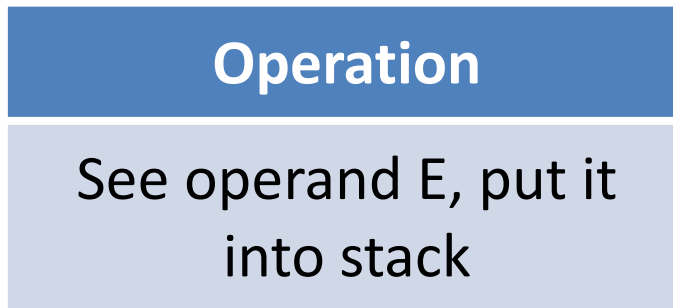 Operation
See operand E, put it
into stack